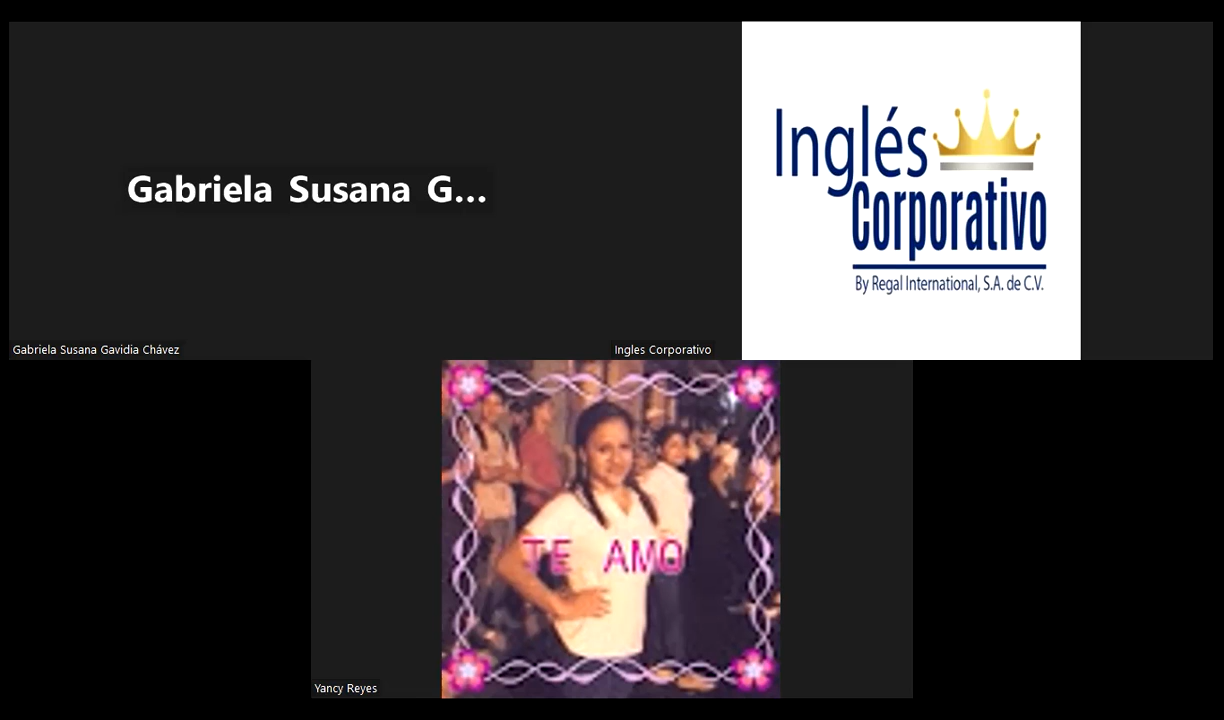 Gabriela Susana G...
Gabriela Susana Gavidia Chávez
Inglés
Corporativo
By Regal International, S.A. de C.V.
Ingles Corporativo
TE AMO
Yancy Reyes